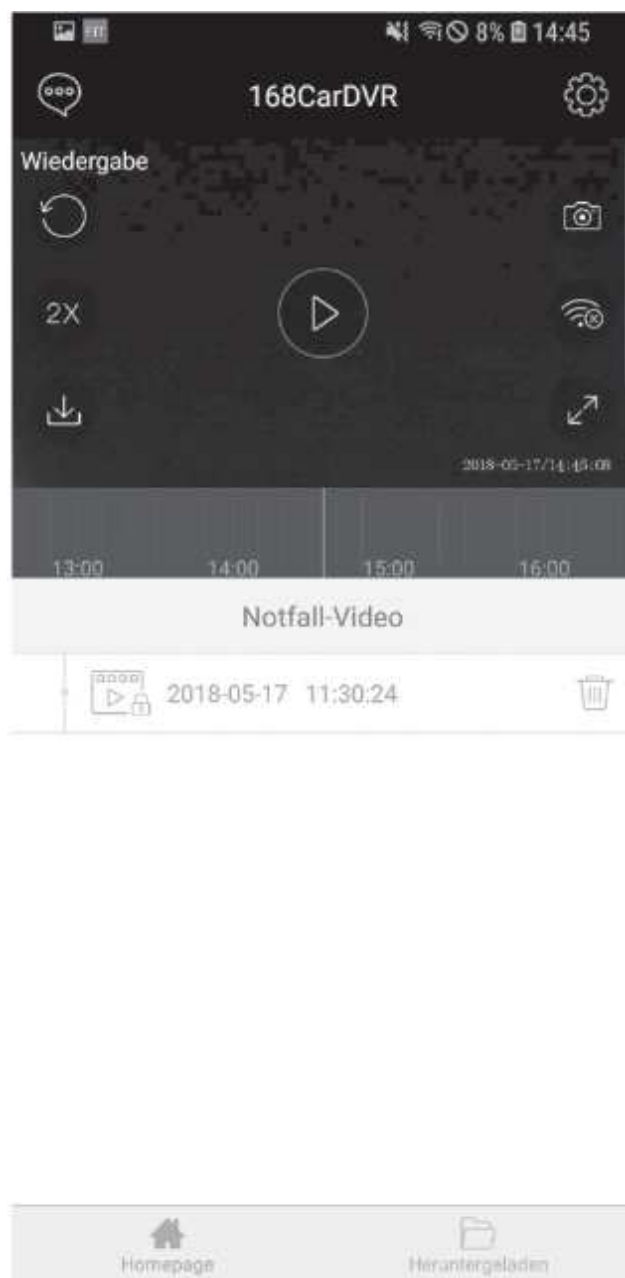 8% 14:45
168CarDVR
Wiedergabe
2X
2018-05-17/14:45:08
13:00 14:00 15:00 16:00
Notfall-Video
2018-05-17 11:30:24
Homepage Heruntergeladen